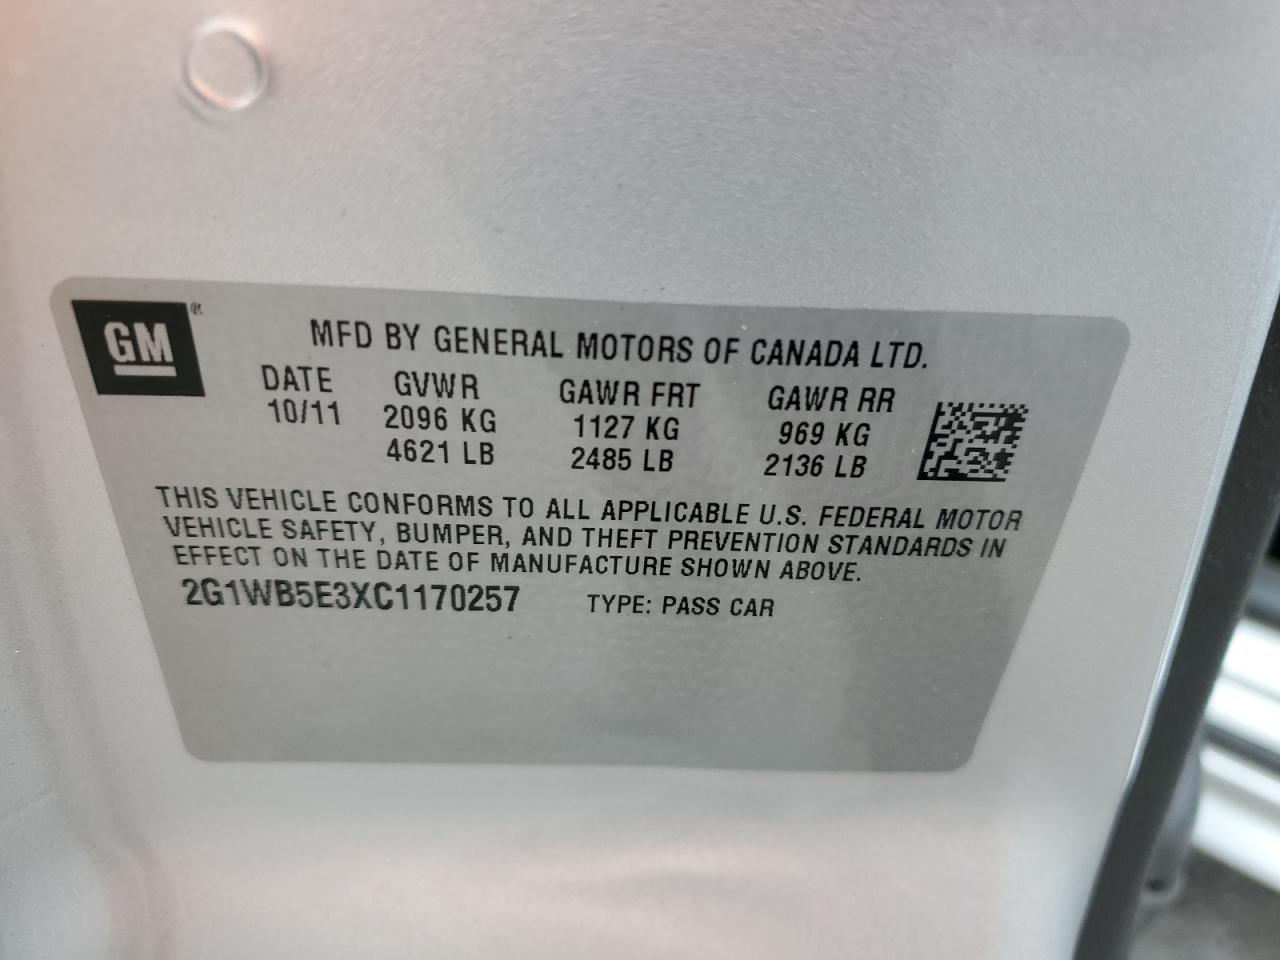 GM®
MFD BY GENERAL MOTORS OF CANADA LTD.
DATE GVWR GAWR FRT GAWR RR
10/11 2096 KG 1127 KG 969 KG
4621 LB 2485 LB 2136 LB
THIS VEHICLE CONFORMS TO ALL APPLICABLE U.S. FEDERAL MOTOR
VEHICLE SAFETY, BUMPER, AND THEFT PREVENTION STANDARDS IN
EFFECT ON THE DATE OF MANUFACTURE SHOWN ABOVE.
2G1WB5E3XC1170257 TYPE: PASS CAR